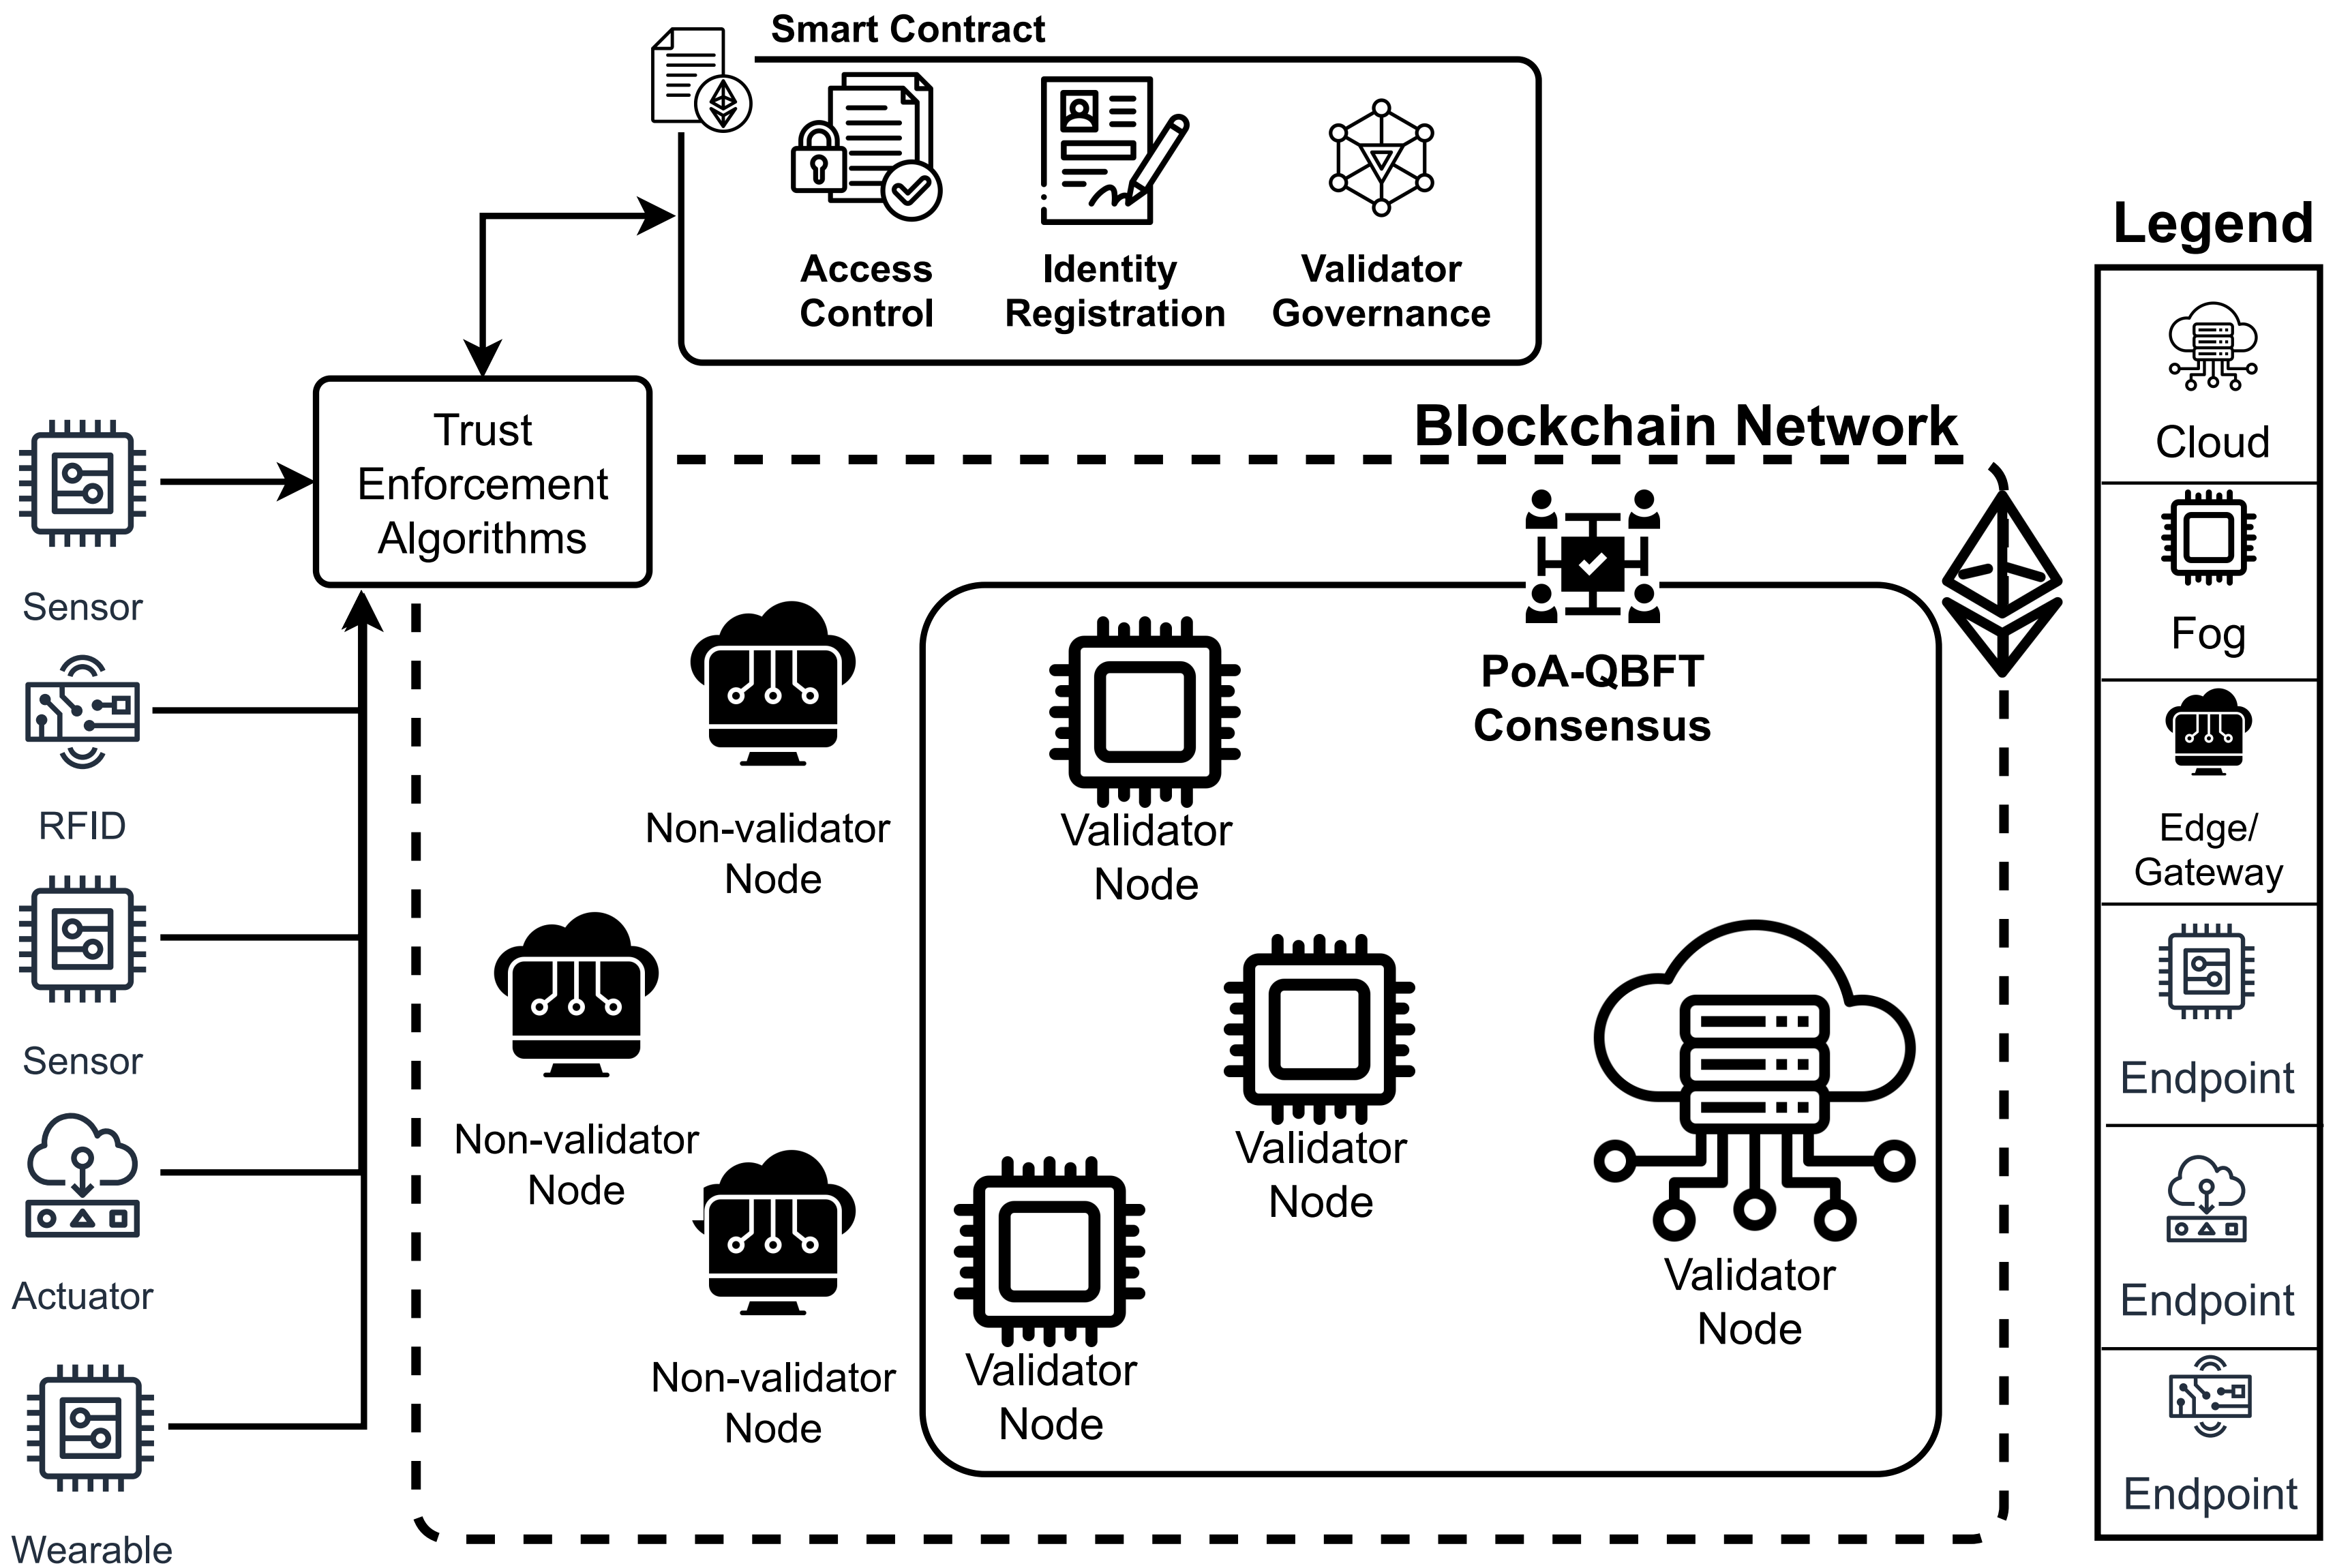 Smart Contract
Access
Control
Identity
Registration
Validator
Governance
Trust
Enforcement
Algorithms
Sensor
RFID
Sensor
Actuator
Wearable
Blockchain Network
PoA-QBFT
Consensus
Non-validator
Node
Non-validator
Node
Non-validator
Node
Validator
Node
Validator
Node
Validator
Node
Validator
Node
Legend
Cloud
Fog
Edge/
Gateway
Endpoint
Endpoint
Endpoint